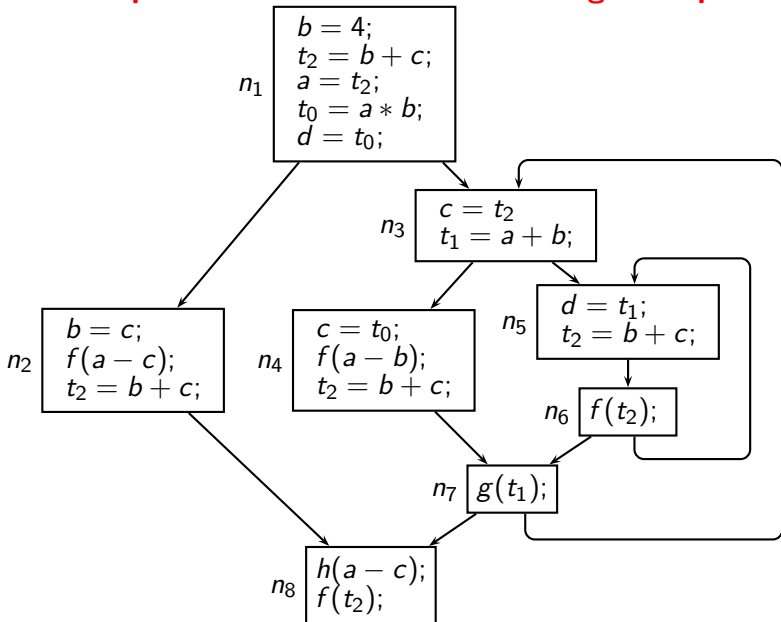 b = 4;
t₂ = b + c;
n₁
a = t₂;
t₀ = a ∗ b;
d = t₀;
c = t₂
n₃
t₁ = a + b;
b = c;
n₂
f(a − c);
t₂ = b + c;
c = t₀;
n₄
f(a − b);
t₂ = b + c;
d = t₁;
n₅
t₂ = b + c;
n₆
f(t₂);
n₇
g(t₁);
h(a − c);
n₈
f(t₂);